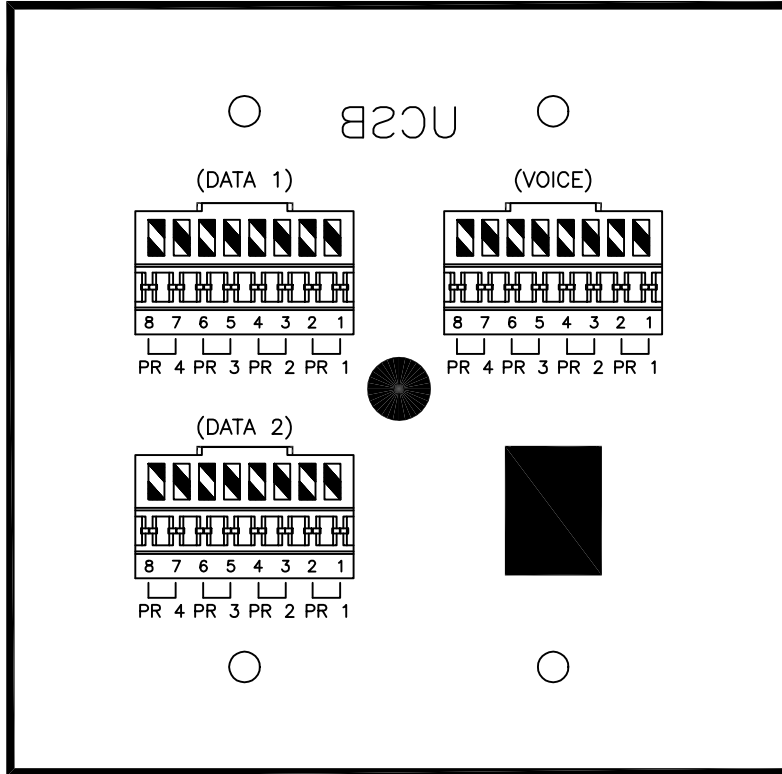 UCSB
(DATA 1)
8 7 6 5 4 3 2 1
PR 4 PR 3 PR 2 PR 1
(VOICE)
8 7 6 5 4 3 2 1
PR 4 PR 3 PR 2 PR 1
(DATA 2)
8 7 6 5 4 3 2 1
PR 4 PR 3 PR 2 PR 1